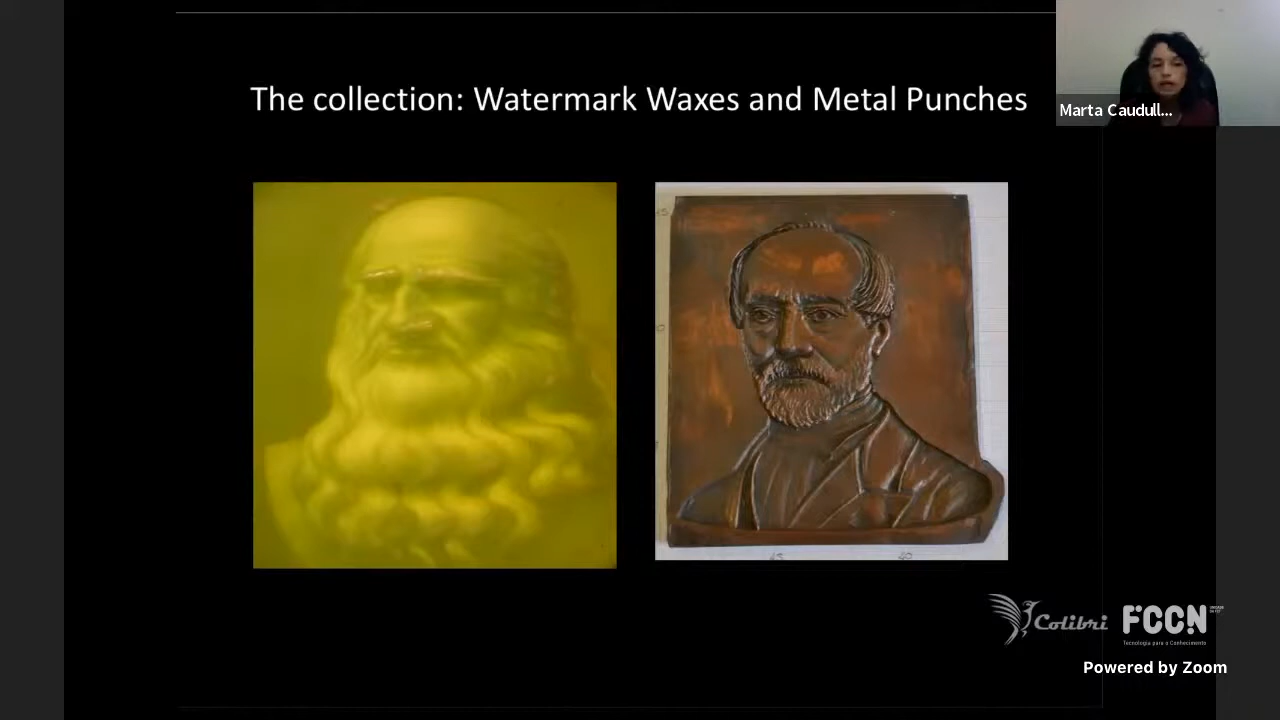 The collection: Watermark Waxes and Metal Punches
Marta Caudull...
Colibri
FCCN
Tecnologia para o Conhecimento
Powered by Zoom